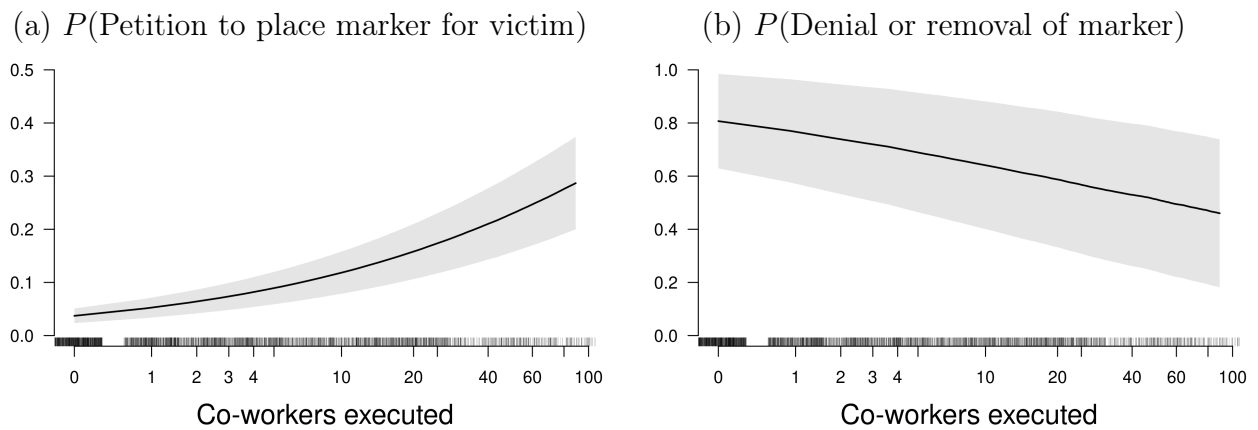 (a) P(Petition to place marker for victim)
0.5
0.4
0.3
0.2
0.1
0.0
0 1 2 3 4 10 20 40 60 100
Co-workers executed
(b) P(Denial or removal of marker)
1.0
0.8
0.6
0.4
0.2
0.0
0 1 2 3 4 10 20 40 60 100
Co-workers executed